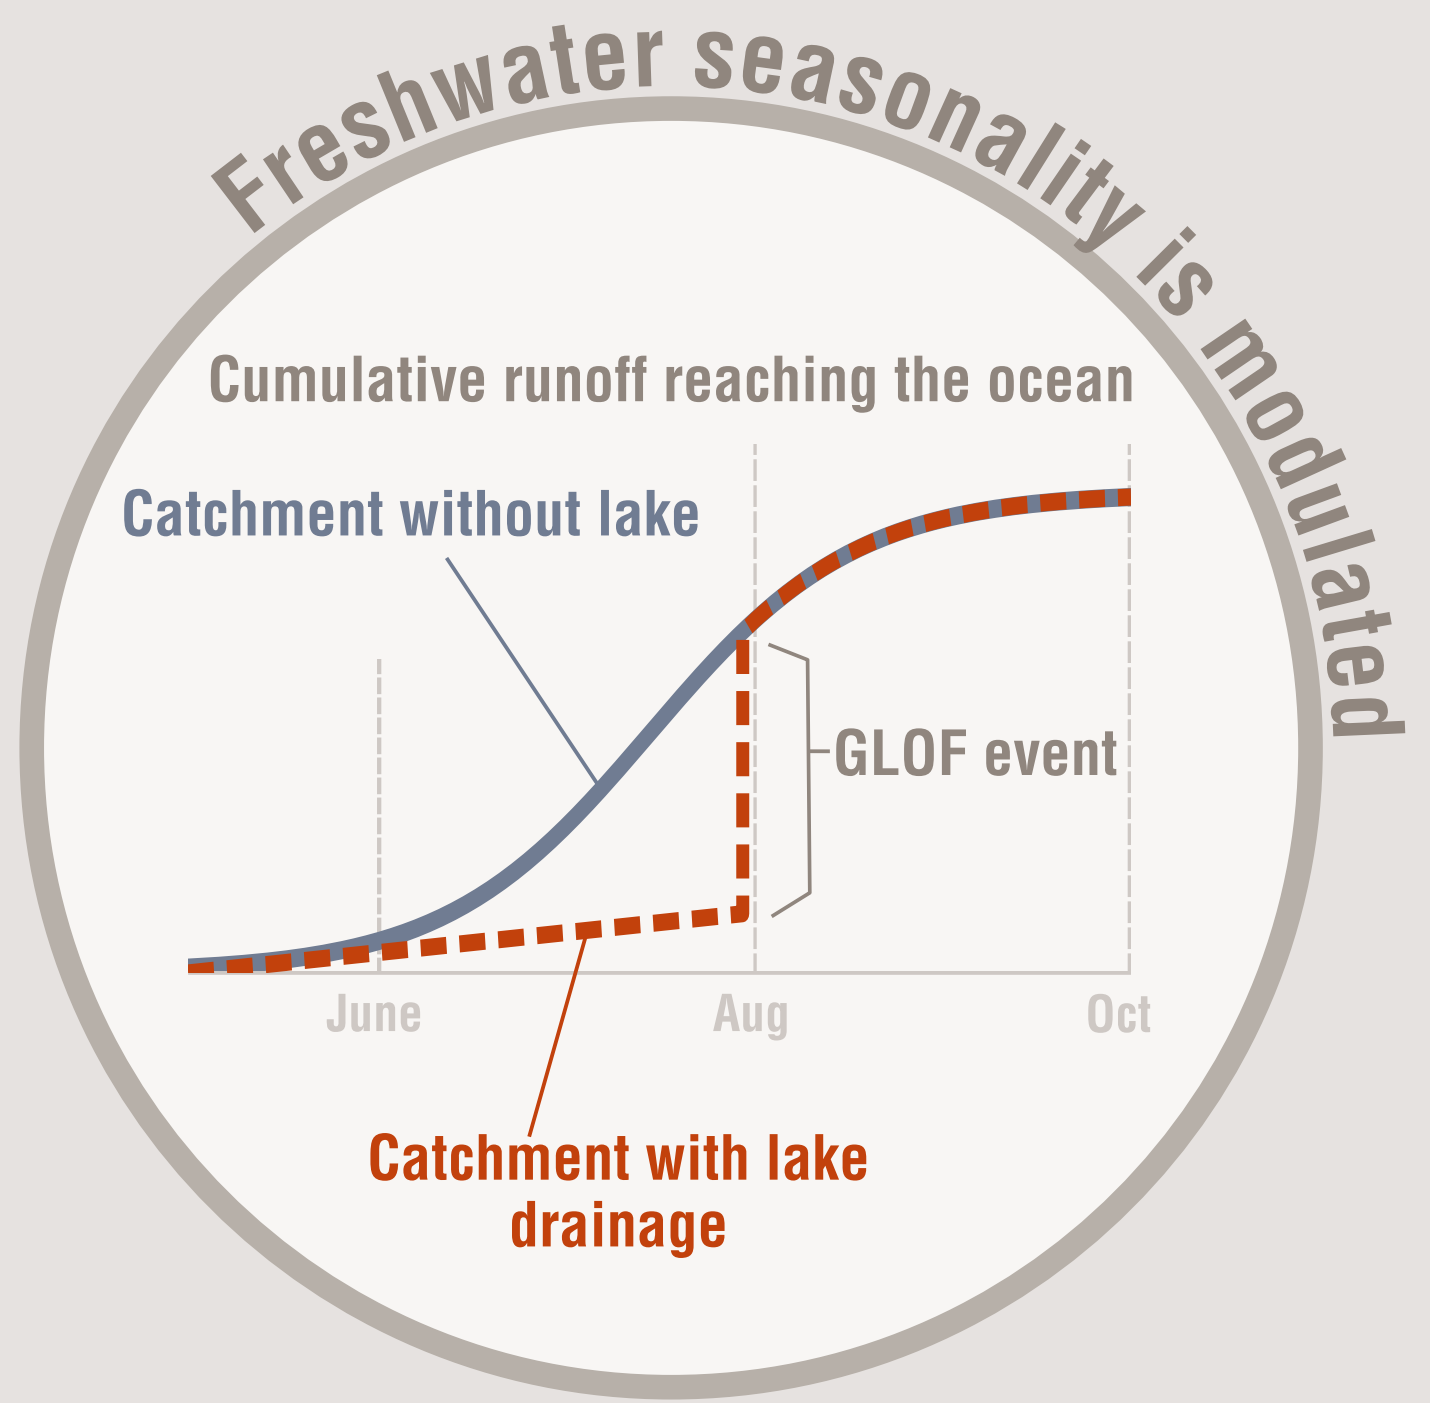 Freshwater seasonality is modulated
Cumulative runoff reaching the ocean
Catchment without lake
GLOF event
June
Aug
Oct
Catchment with lake
drainage